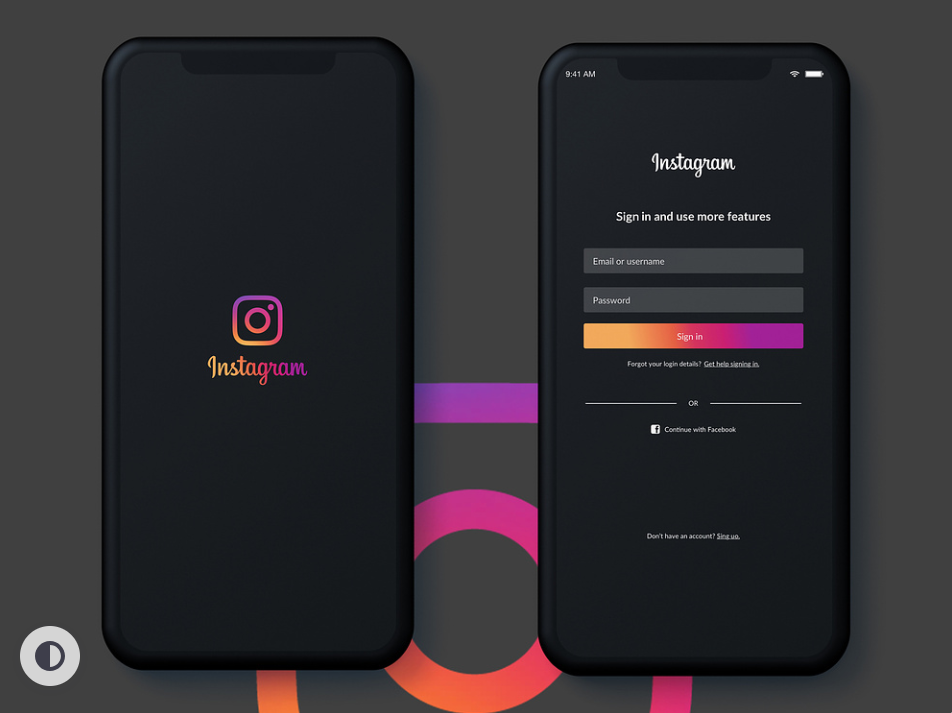 Instagram
9:41 AM
Instagram
Sign in and use more features
Email or username
Password
Sign in
Forgot your login details? Get help signing in.
OR
Continue with Facebook
Don't have an account? Sing uo.